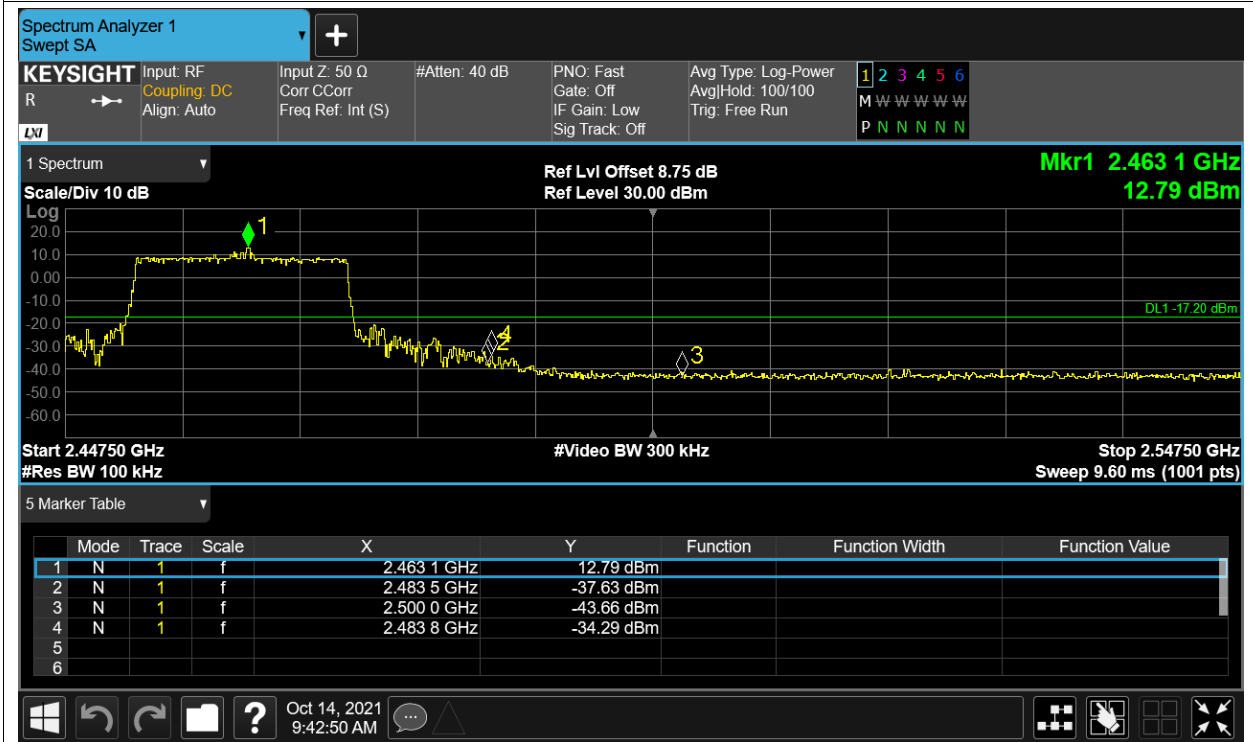 Spectrum Analyzer 1
Swept SA
KEYSIGHT Input: RF Input Z: 50 Ω #Atten: 40 dB PNO: Fast Avg Type: Log-Power 1 2 3 4 5 6
R Coupling: DC Corr CCorr Gate: Off Avg|Hold: 100/100 M W W W W W
Align: Auto Freq Ref: Int (S) IF Gain: Low Trig: Free Run
LXI Sig Track: Off P N N N N N
1 Spectrum Ref Lvl Offset 8.75 dB Mkr1 2.463 1 GHz
Scale/Div 10 dB Ref Level 30.00 dBm 12.79 dBm
Log
1
20.0
10.0
0.00
-10.0
DL1 -17.20 dBm
-20.0
4
2
-30.0
3
-40.0
-50.0
-60.0
Start 2.44750 GHz #Video BW 300 kHz Stop 2.54750 GHz
#Res BW 100 kHz Sweep 9.60 ms (1001 pts)
5 Marker Table
Mode Trace Scale X Y Function Function Width Function Value
1 N 1 f 2.463 1 GHz 12.79 dBm
2 N 1 f 2.483 5 GHz -37.63 dBm
3 N 1 f 2.500 0 GHz -43.66 dBm
4 N 1 f 2.483 8 GHz -34.29 dBm
5
6
? Oct 14, 2021
9:42:50 AM